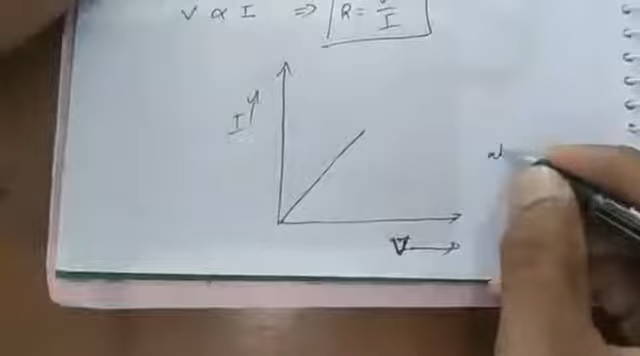 V ∝ I ⇒ R = V/I
I
V